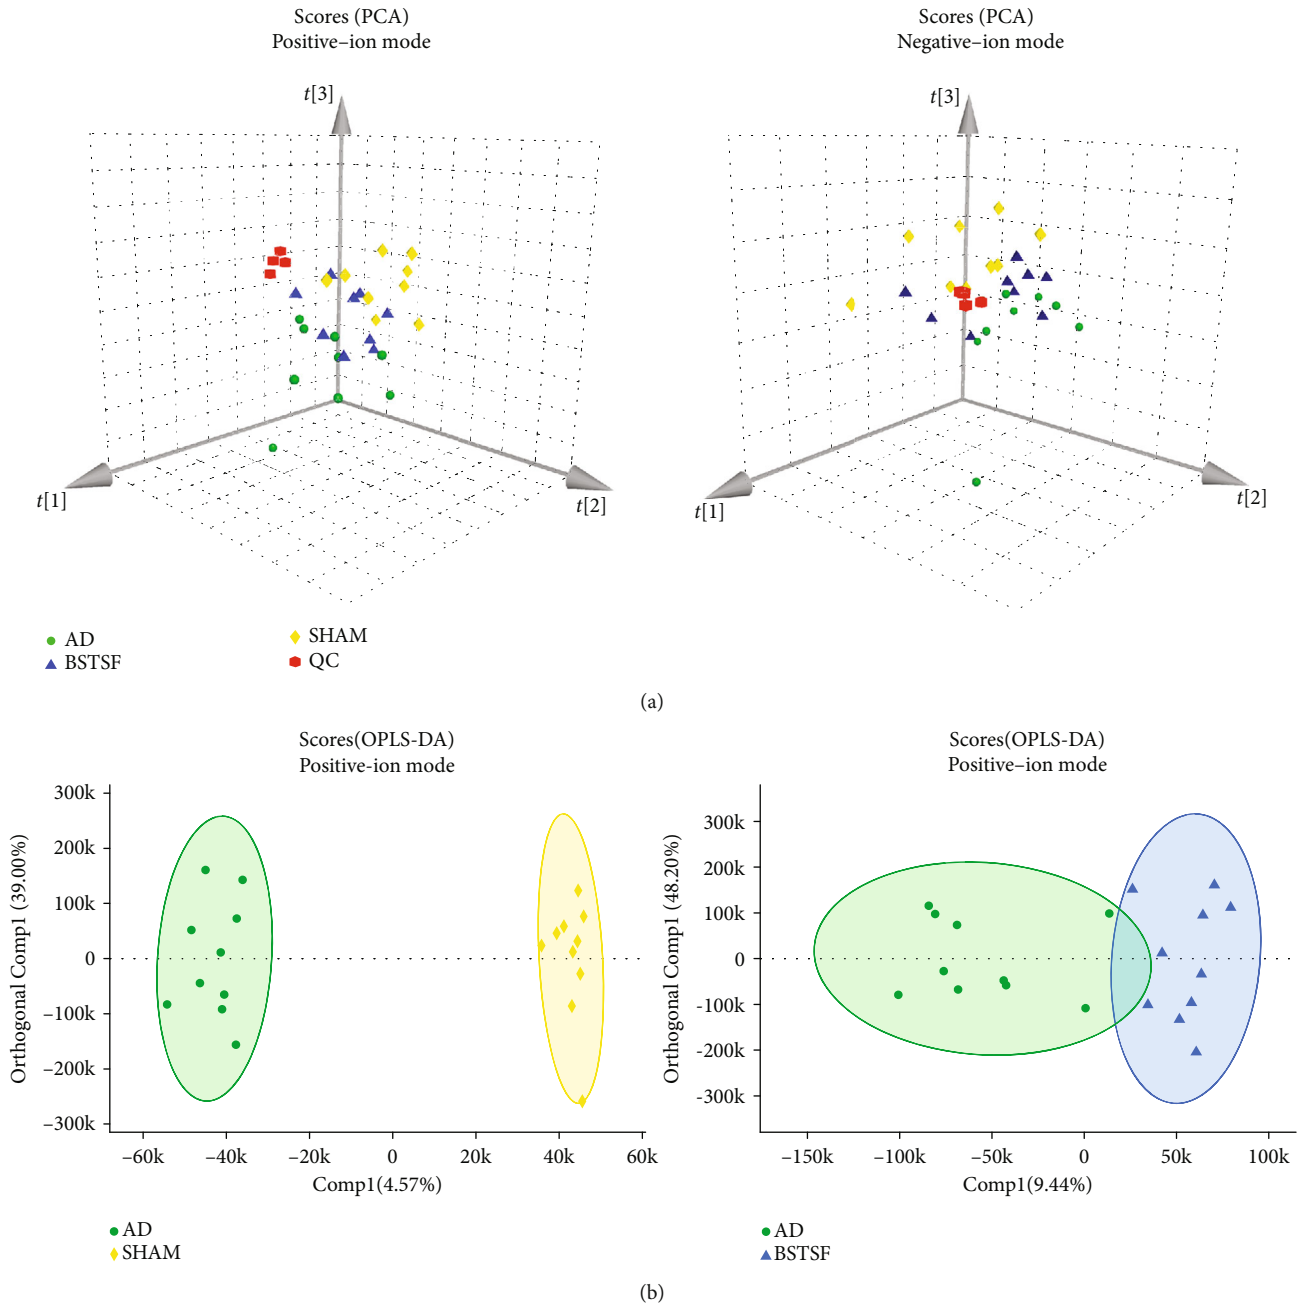 Scores (PCA)
Positive–ion mode
t[3]
t[1]
t[2]
Scores (PCA)
Negative–ion mode
t[3]
t[1]
t[2]
AD
BSTSF
SHAM
QC
(a)
Scores(OPLS-DA)
Positive-ion mode
Orthogonal Comp1 (39.00%)
300k
200k
100k
0
−100k
−200k
−300k
−60k −40k −20k 0 20k 40k 60k
Comp1(4.57%)
AD
SHAM
Scores(OPLS-DA)
Positive–ion mode
Orthogonal Comp1 (48.20%)
300k
200k
100k
0
-100k
-200k
-300k
−150k −100k −50k 0 50k 100k
Comp1(9.44%)
AD
BSTSF
(b)